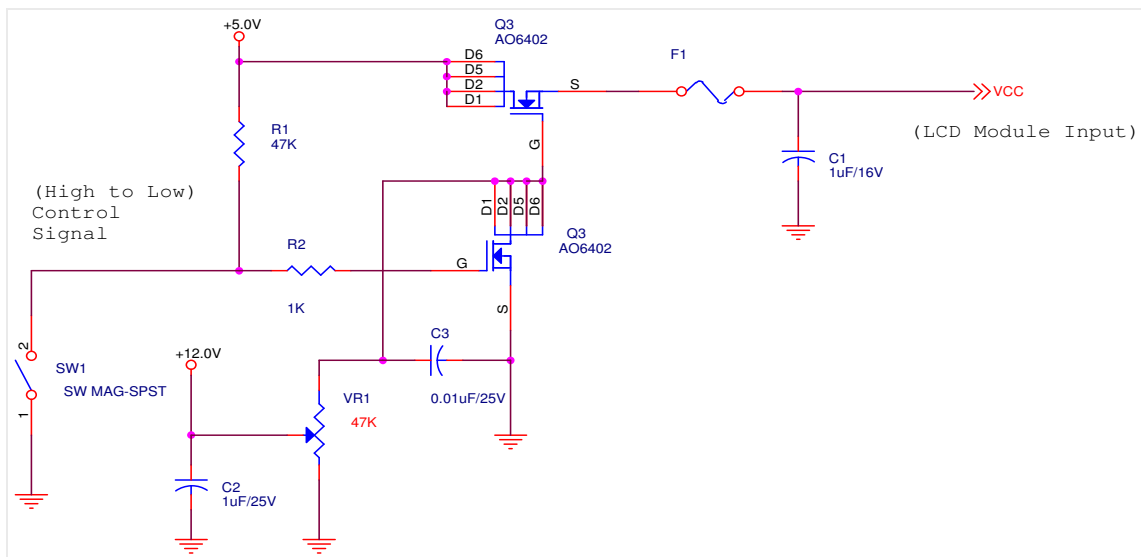 +5.0V
Q3
AO6402
D6
D5
D2
D1
S
G
F1
VCC
(LCD Module Input)
C1
1uF/16V
R1
47K
(High to Low)
Control
Signal
D1
D2
D5
D6
Q3
AO6402
R2
1K
G
S
2
SW1
SW MAG-SPST
1
+12.0V
C3
0.01uF/25V
VR1
47K
C2
1uF/25V